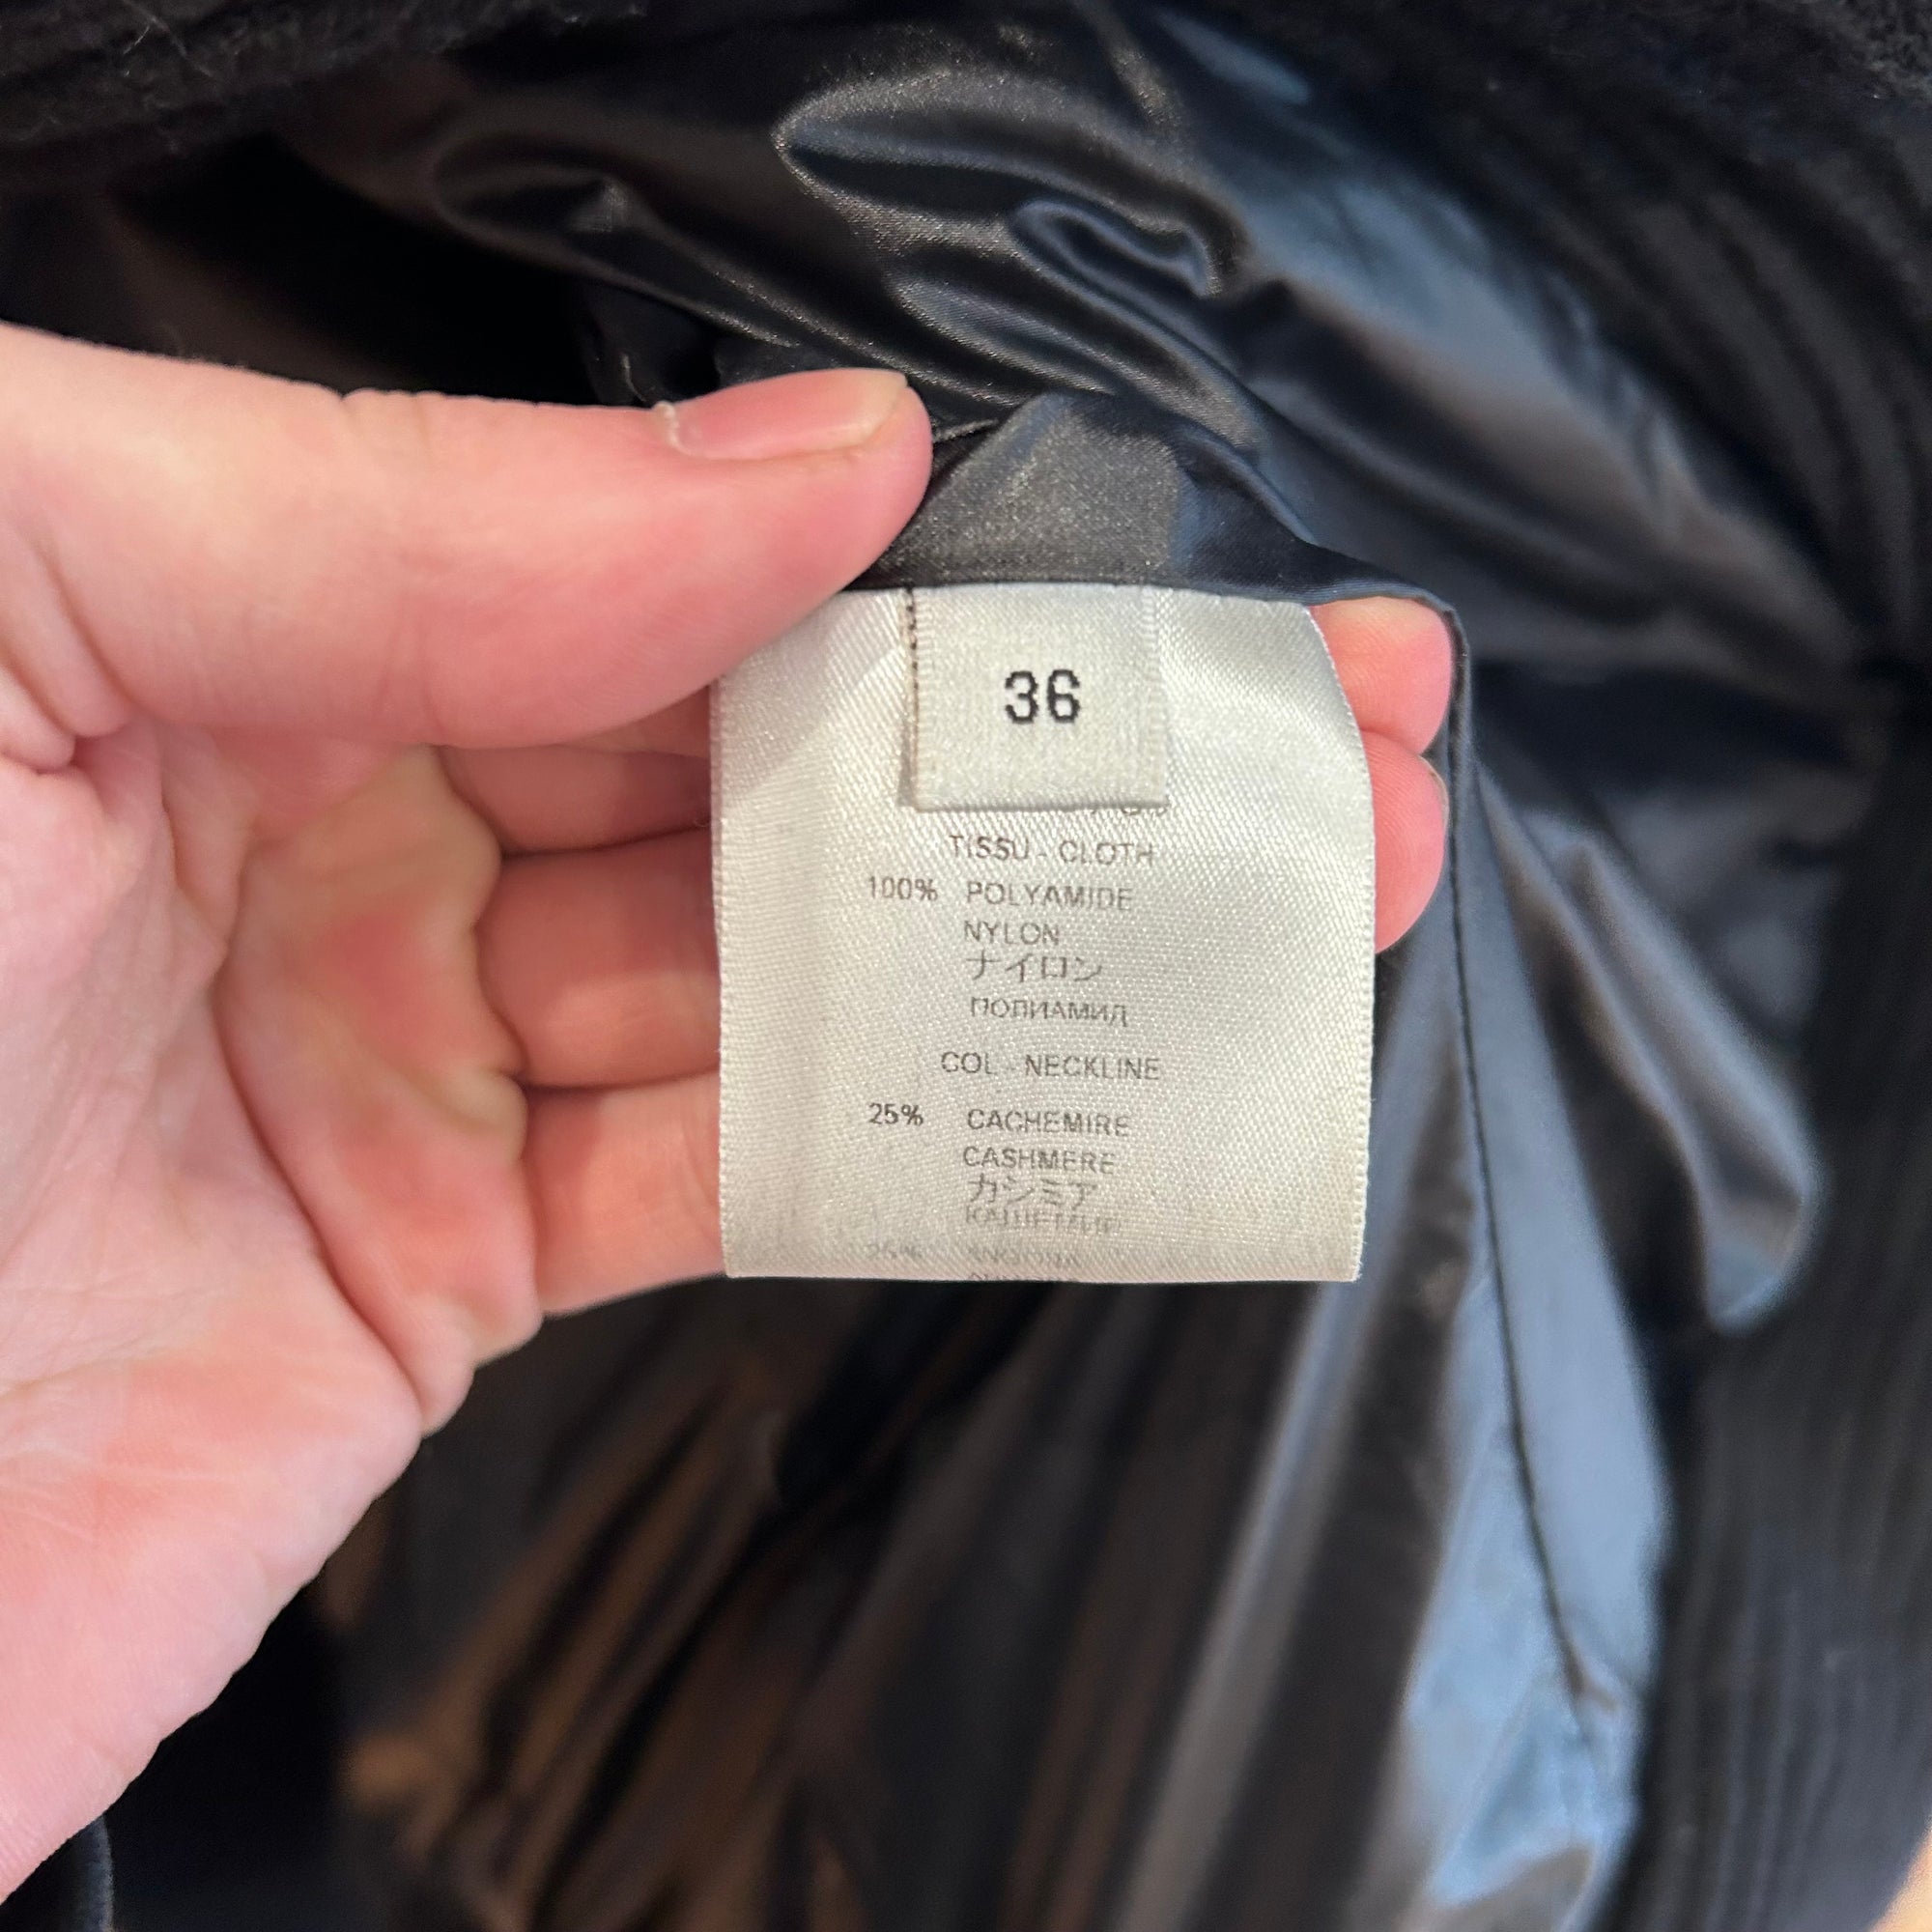 36
TISSU - CLOTH
100% POLYAMIDE
NYLON
ナイロン
ПОЛИАМИД
COL - NECKLINE
25% CACHEMIRE
CASHMERE
カシミア
КАШЕМИР